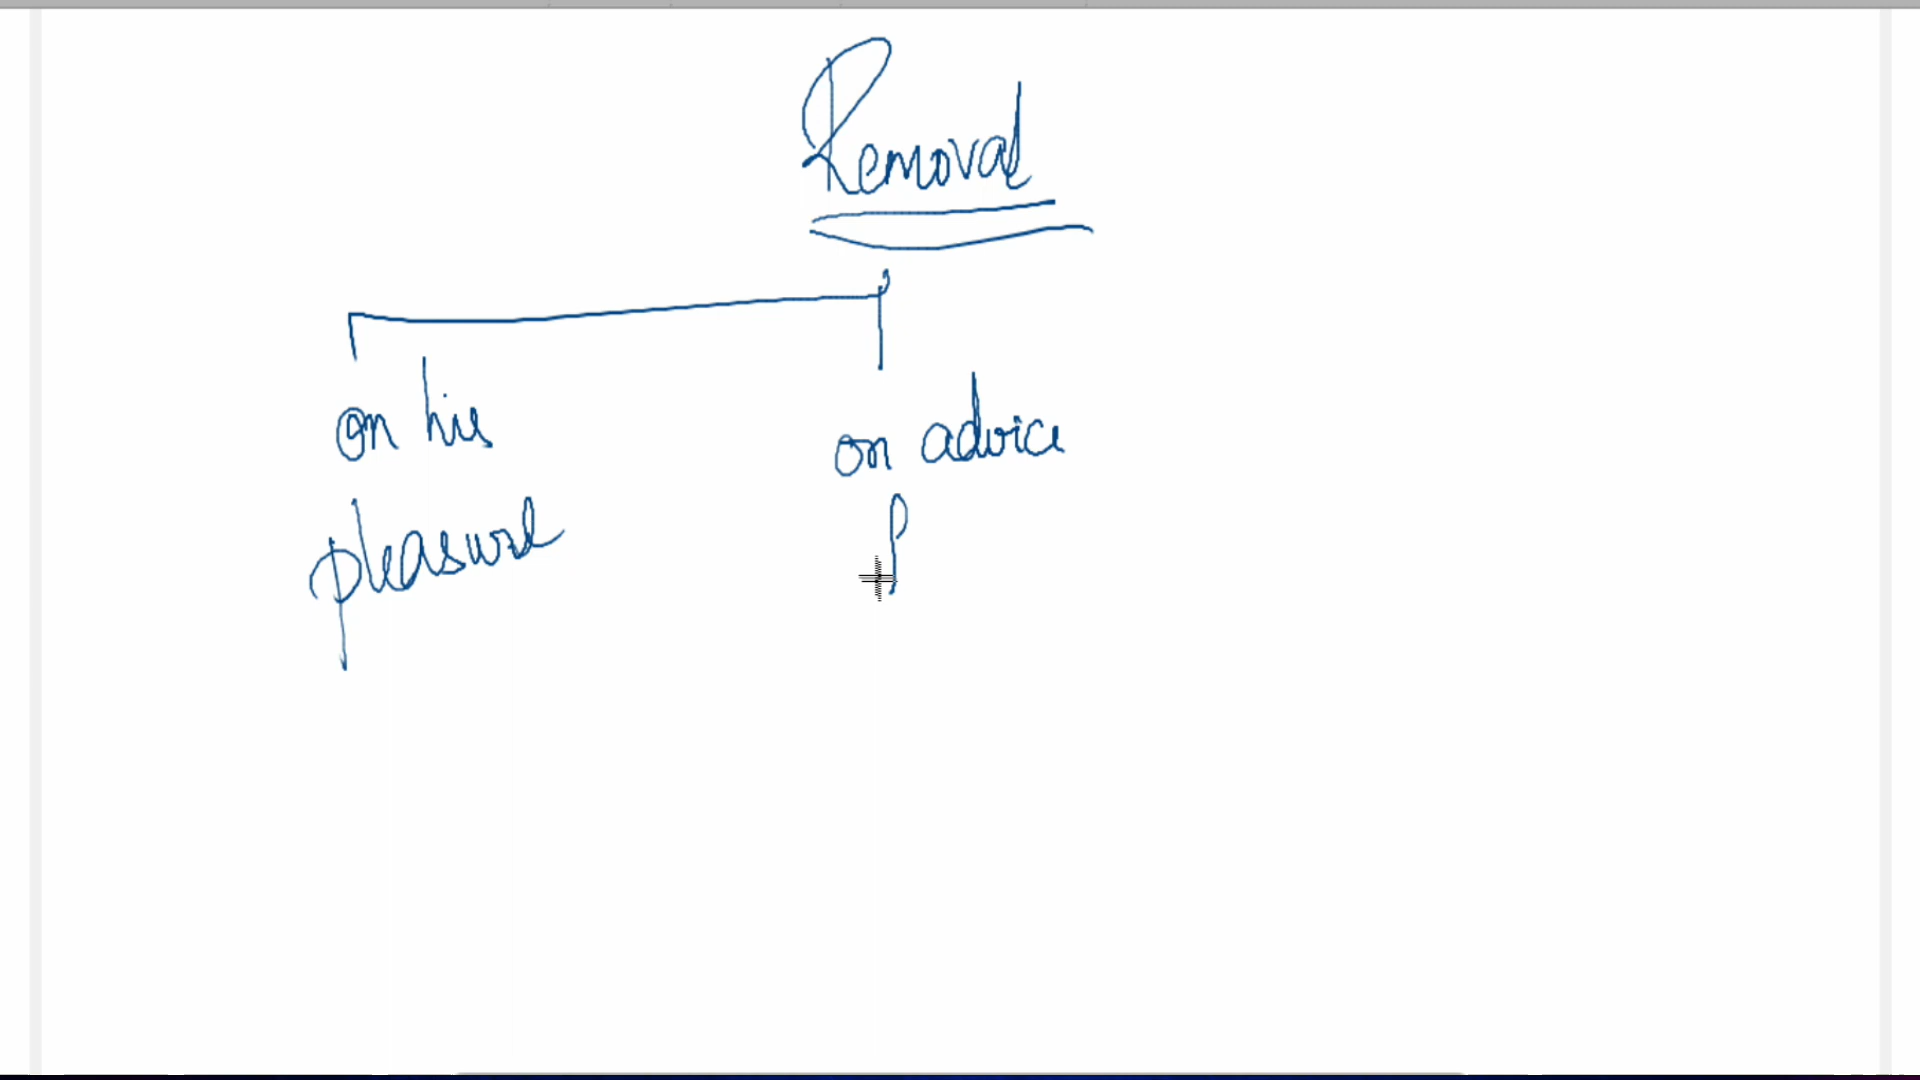 Removal
on his
on advice
pleasure